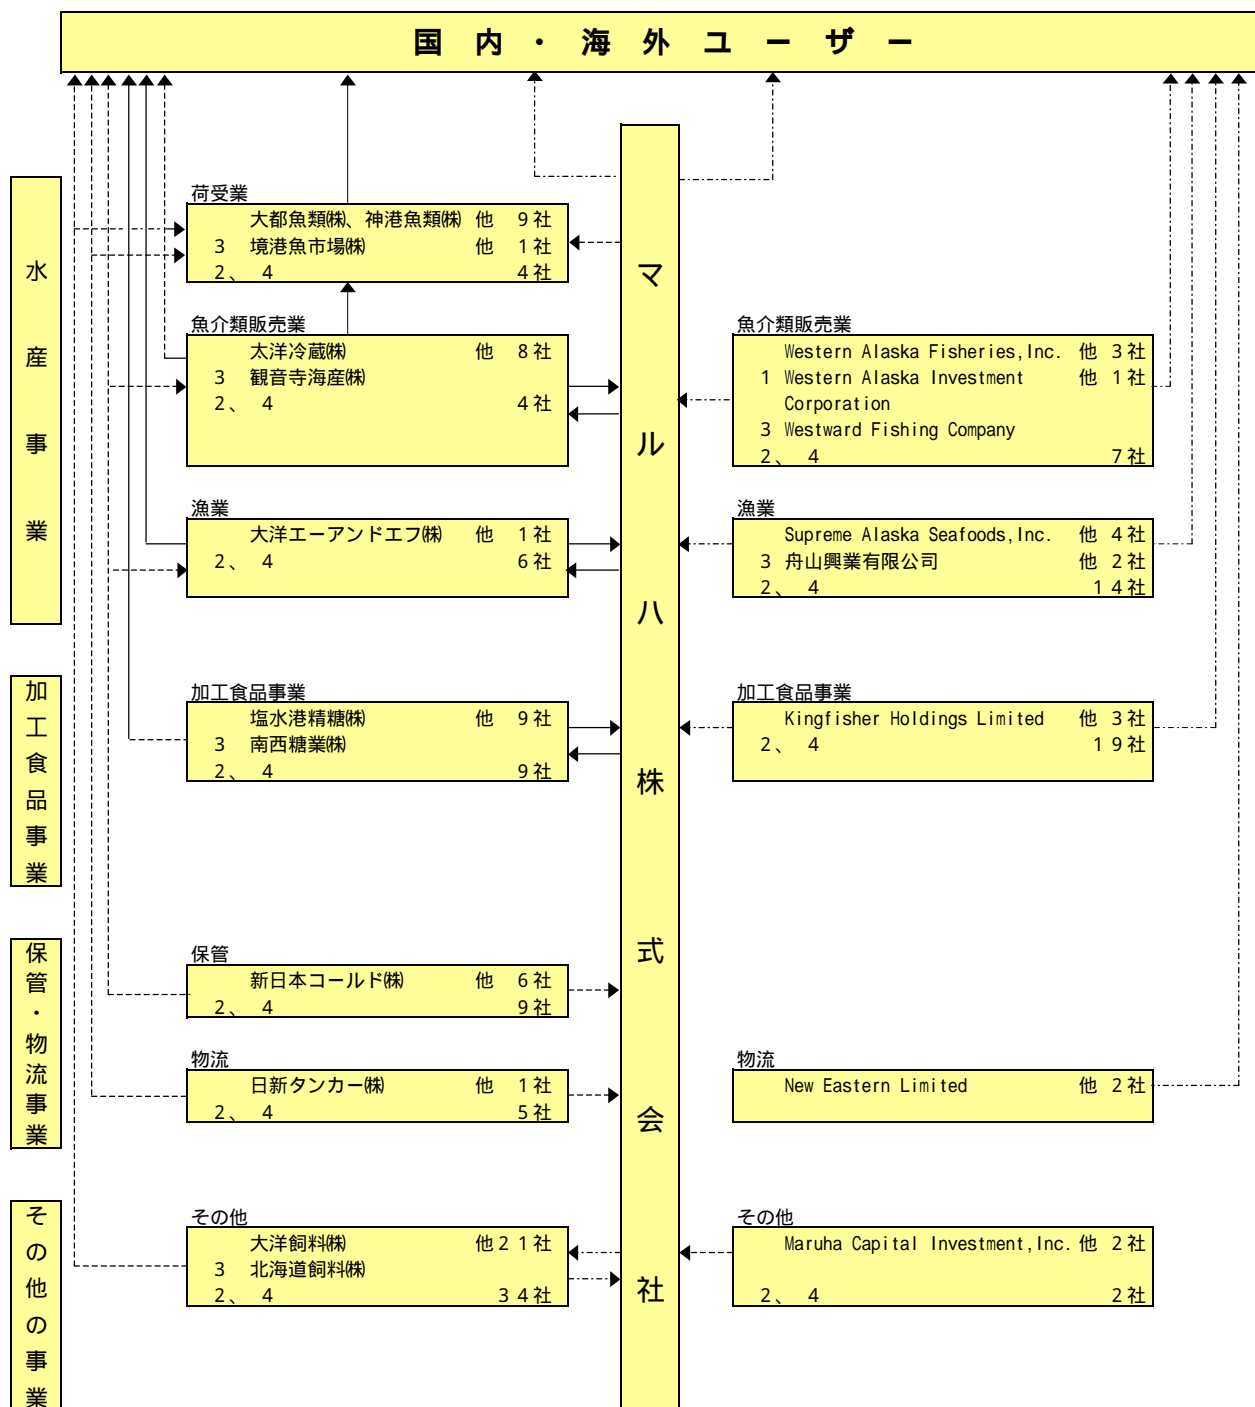 国 内 ・ 海 外 ユ ー ザ ー
マルハ株式会社
水産事業
荷受業
大都魚類㈱、神港魚類㈱ 他 9社
3 境港魚市場㈱ 他 1社
2、 4 4社
魚介類販売業
太洋冷蔵㈱ 他 8社
3 観音寺海産㈱
2、 4 4社
魚介類販売業
Western Alaska Fisheries,Inc. 他 3社
1 Western Alaska Investment 他 1社
Corporation
3 Westward Fishing Company
2、 4 7社
漁業
大洋エーアンドエフ㈱ 他 1社
2、 4 6社
漁業
Supreme Alaska Seafoods,Inc. 他 4社
3 舟山興業有限公司 他 2社
2、 4 14社
加工食品事業
加工食品事業
塩水港精糖㈱ 他 9社
3 南西糖業㈱
2、 4 9社
加工食品事業
Kingfisher Holdings Limited 他 3社
2、 4 19社
保管・物流事業
保管
新日本コールド㈱ 他 6社
2、 4 9社
物流
日新タンカー㈱ 他 1社
2、 4 5社
物流
New Eastern Limited 他 2社
その他の事業
その他
大洋飼料㈱ 他21社
3 北海道飼料㈱
2、 4 34社
その他
Maruha Capital Investment,Inc. 他 2社
2、 4 2社